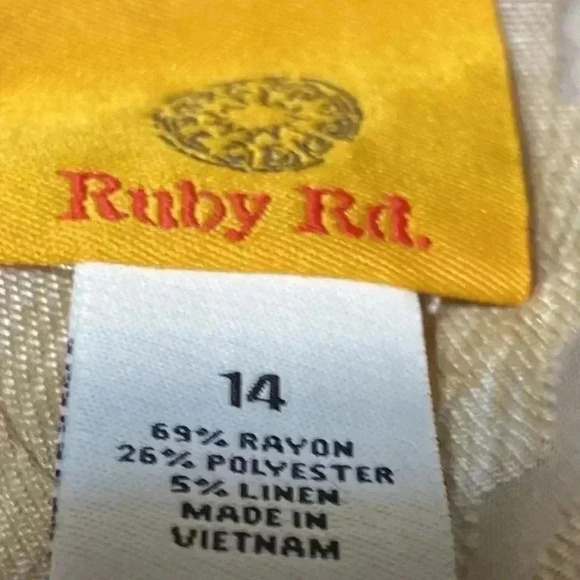 Ruby Rd.
14
69% RAYON
26% POLYESTER
5% LINEN
MADE IN
VIETNAM